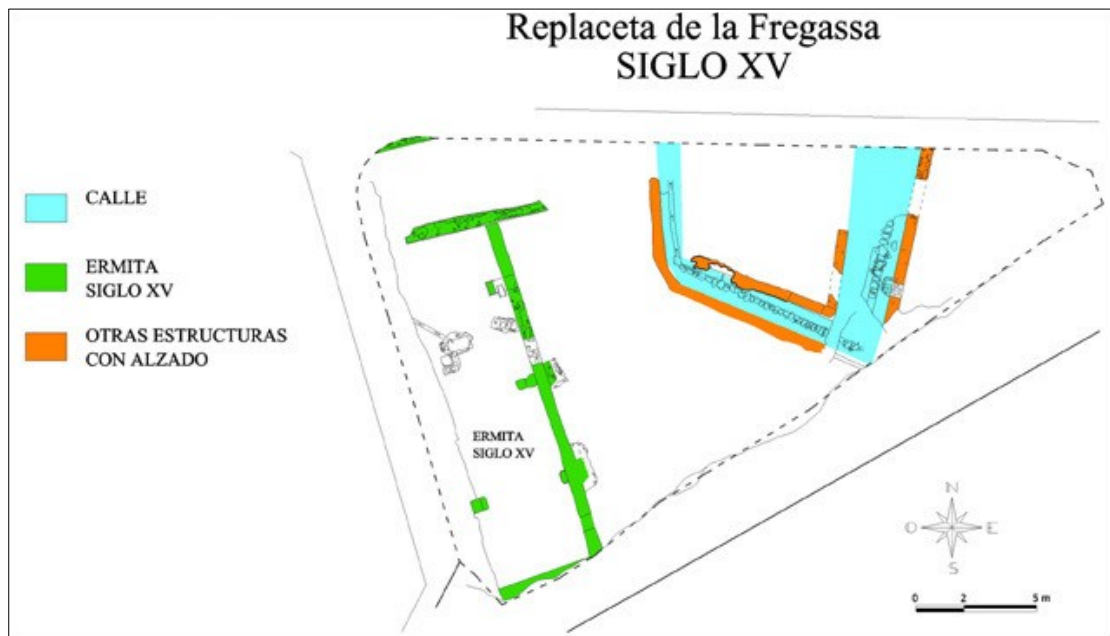 Replaceta de la Fregassa
SIGLO XV
CALLE
ERMITA
SIGLO XV
OTRAS ESTRUCTURAS
CON ALZADO
ERMITA
SIGLO XV
N
O E
S
0 2 5 m